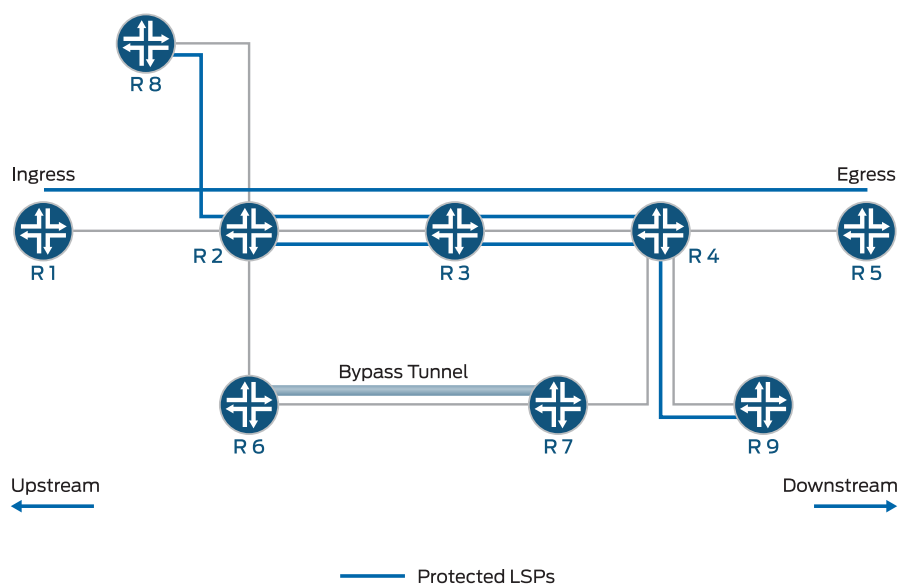 R 8
Ingress
Egress
R 1
R 2
R 3
R 4
R 5
Bypass Tunnel
R 6
R 7
R 9
Upstream
Downstream
Protected LSPs